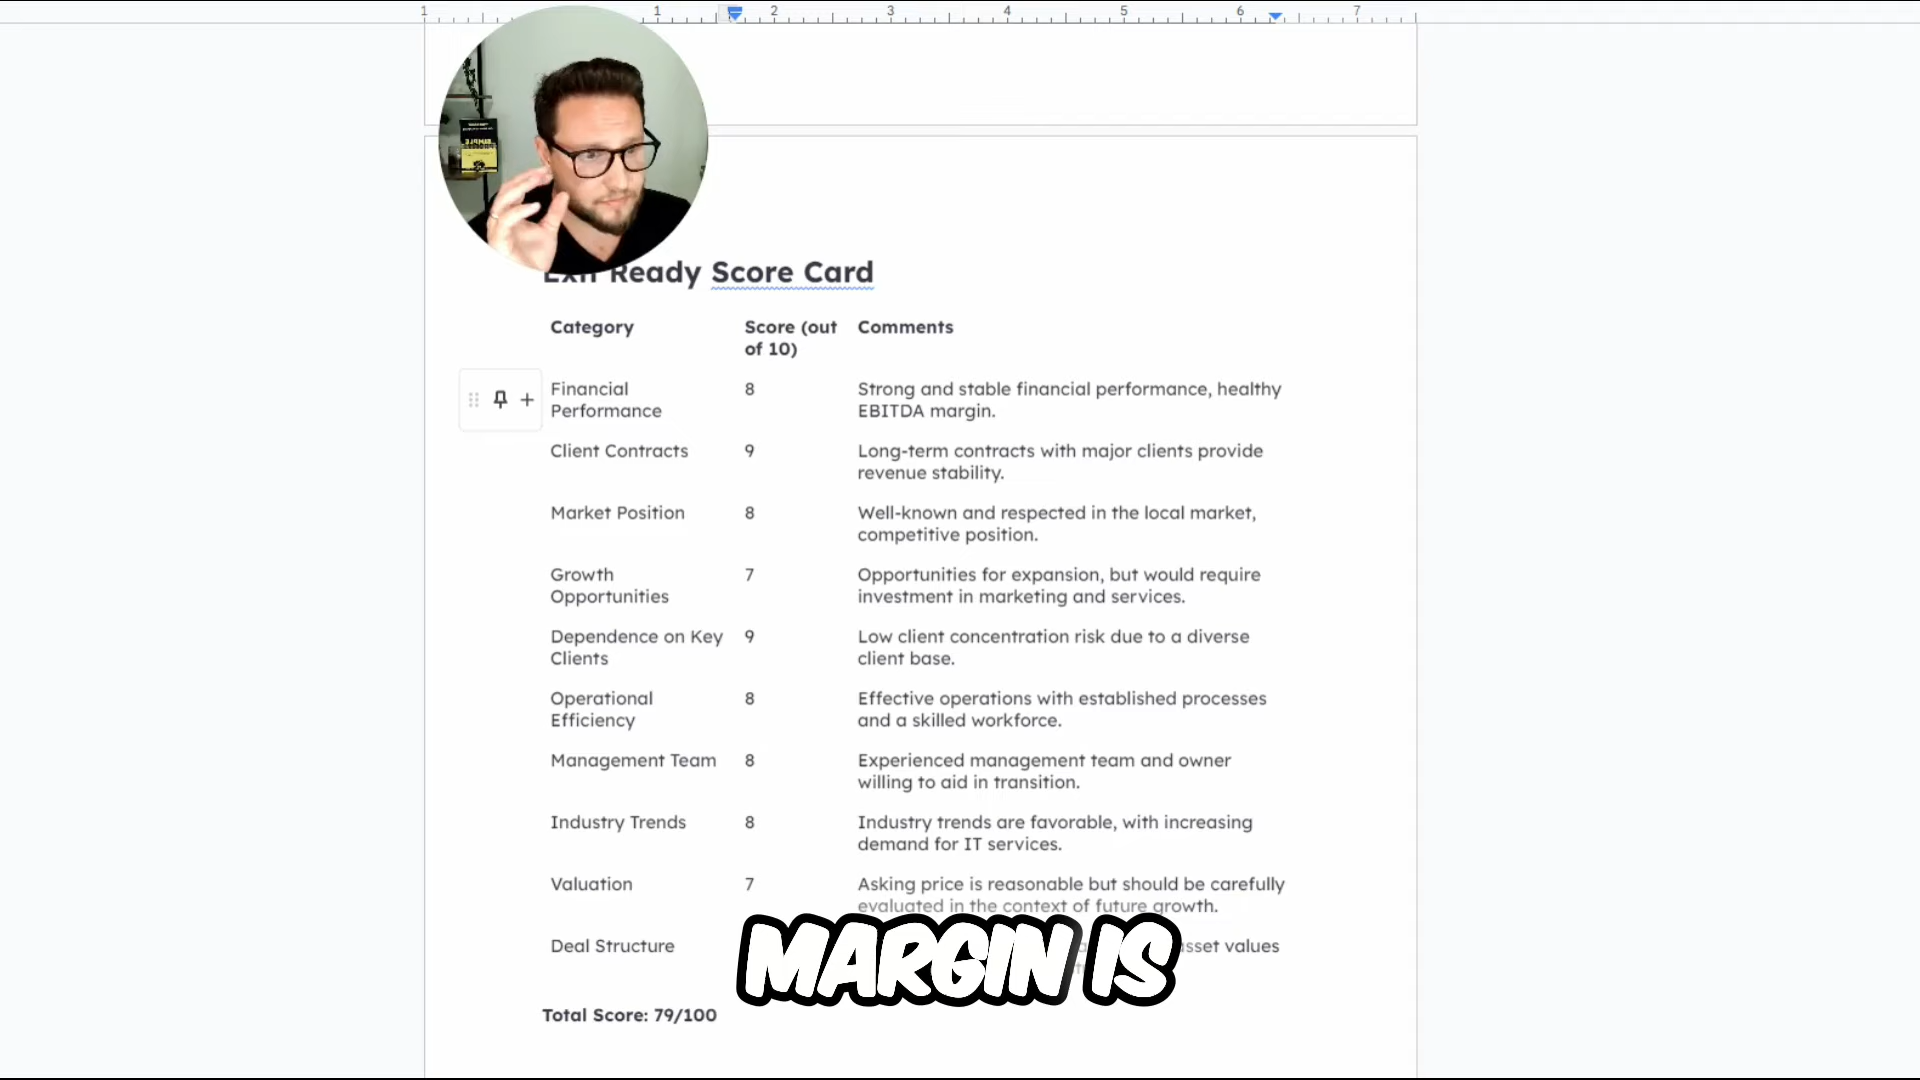 1 1 2 3 4 5 6 7
Exit Ready Score Card
Category Score (out of 10) Comments
Financial Performance 8 Strong and stable financial performance, healthy
EBITDA margin.
Client Contracts 9 Long-term contracts with major clients provide
revenue stability.
Market Position 8 Well-known and respected in the local market,
competitive position.
Growth Opportunities 7 Opportunities for expansion, but would require
investment in marketing and services.
Dependence on Key Clients 9 Low client concentration risk due to a diverse
client base.
Operational Efficiency 8 Effective operations with established processes
and a skilled workforce.
Management Team 8 Experienced management team and owner
willing to aid in transition.
Industry Trends 8 Industry trends are favorable, with increasing
demand for IT services.
Valuation 7 Asking price is reasonable but should be carefully
evaluated in the context of future growth.
Deal Structure values
MARGIN IS
Total Score: 79/100